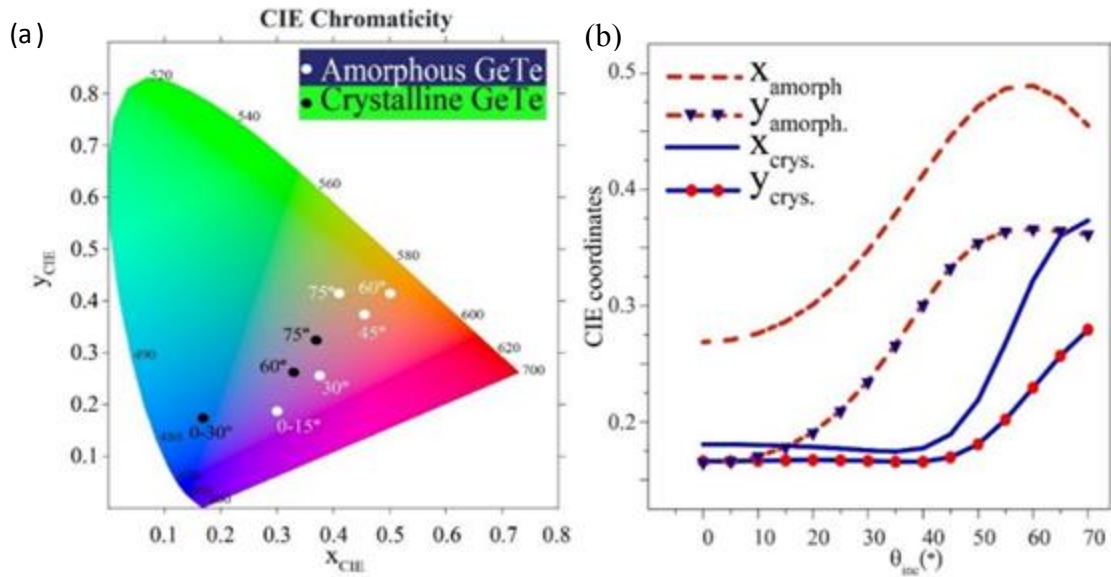 (a)
CIE Chromaticity
Amorphous GeTe
Crystalline GeTe
520
540
560
580
600
620
700
490
480
75°
60°
45°
75°
60°
30°
0-30°
0-15°
0.8
0.7
0.6
0.5
0.4
0.3
0.2
0.1
y_CIE
0.1 0.2 0.3 0.4 0.5 0.6 0.7 0.8
x_CIE
(b)
x_amorph
y_amorph.
x_crys.
y_crys.
0.5
0.4
0.3
0.2
CIE coordinates
0 10 20 30 40 50 60 70
θ_inc(°)